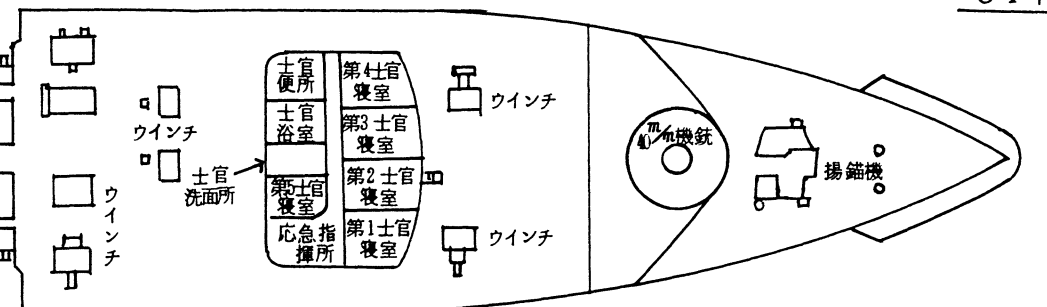 士官
便所
第4士官
寝室
ウインチ
士官
浴室
第3士官
寝室
ウインチ
士官
洗面所
第5士官
寝室
第2士官
寝室
応急指
揮所
第1士官
寝室
ウインチ
ウインチ
40m/m機銃
揚錨機